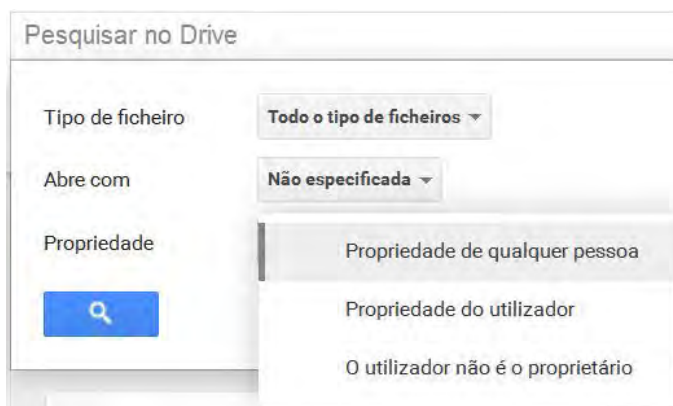 Pesquisar no Drive
Tipo de ficheiro Todo o tipo de ficheiros
Abre com Não especificada
Propriedade Propriedade de qualquer pessoa
Propriedade do utilizador
O utilizador não é o proprietário